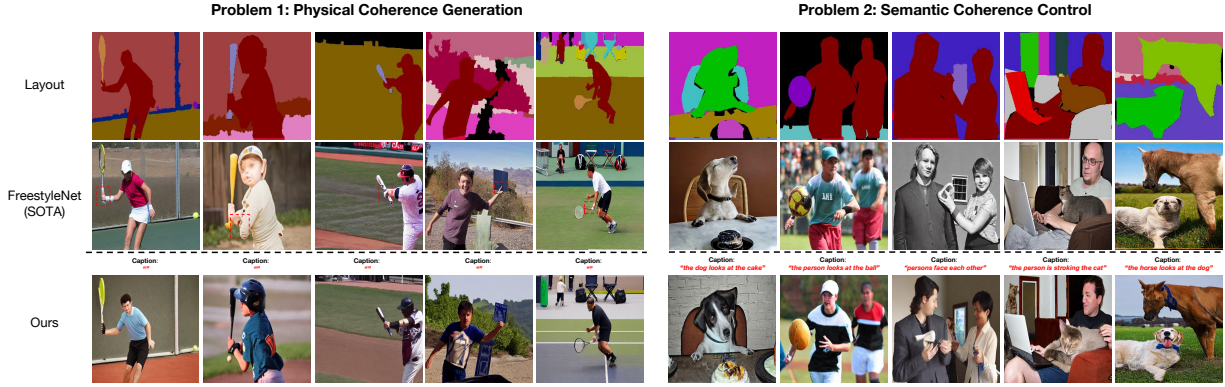 Problem 1: Physical Coherence Generation
Problem 2: Semantic Coherence Control
Layout
FreestyleNet
(SOTA)
Caption:
“”
Caption:
“”
Caption:
“”
Caption:
“”
Caption:
“”
Caption:
“the dog looks at the cake”
Caption:
“the person looks at the ball”
Caption:
“persons face each other”
Caption:
“the person is stroking the cat”
Caption:
“the horse looks at the dog”
Ours